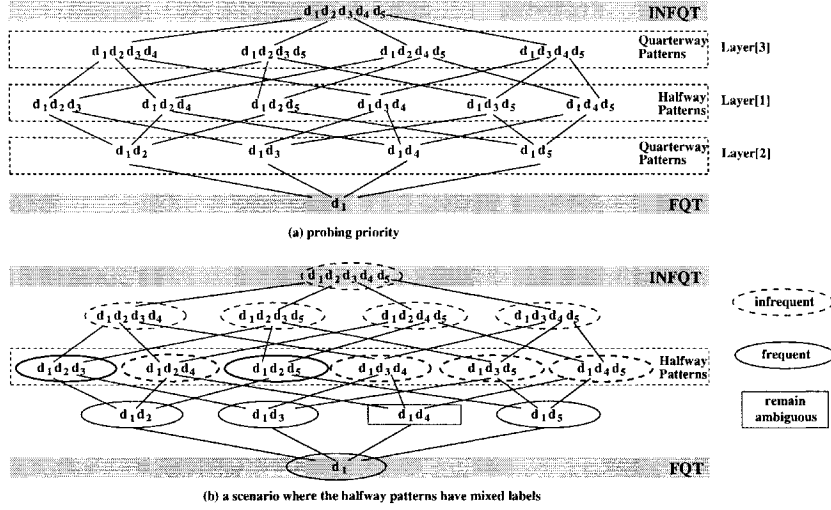 d1d2d3d4d5 INFQT
d1d2d3d4 d1d2d3d5 d1d2d4d5 d1d3d4d5 Quarterway Patterns Layer[3]
d1d2d3 d1d2d4 d1d2d5 d1d3d4 d1d3d5 d1d4d5 Halfway Patterns Layer[1]
d1d2 d1d3 d1d4 d1d5 Quarterway Patterns Layer[2]
d1 FQT
(a) probing priority
d1d2d3d4d5 INFQT
d1d2d3d4 d1d2d3d5 d1d2d4d5 d1d3d4d5 infrequent
d1d2d3 d1d2d4 d1d2d5 d1d3d4 d1d3d5 d1d4d5 Halfway Patterns frequent
d1d2 d1d3 d1d4 d1d5 remain ambiguous
d1 FQT
(b) a scenario where the halfway patterns have mixed labels